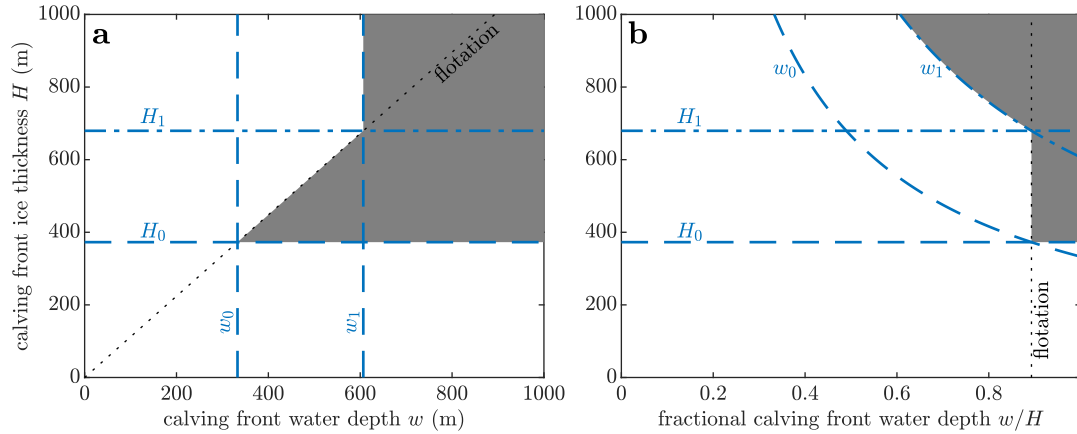 a
1000
800
600
400
200
0
0
200
400
600
800
1000
calving front ice thickness H (m)
calving front water depth w (m)
flotation
H₁
H₀
w₀
w₁
b
1000
800
600
400
200
0
0
0.2
0.4
0.6
0.8
fractional calving front water depth w/H
w₀
w₁
H₁
H₀
flotation